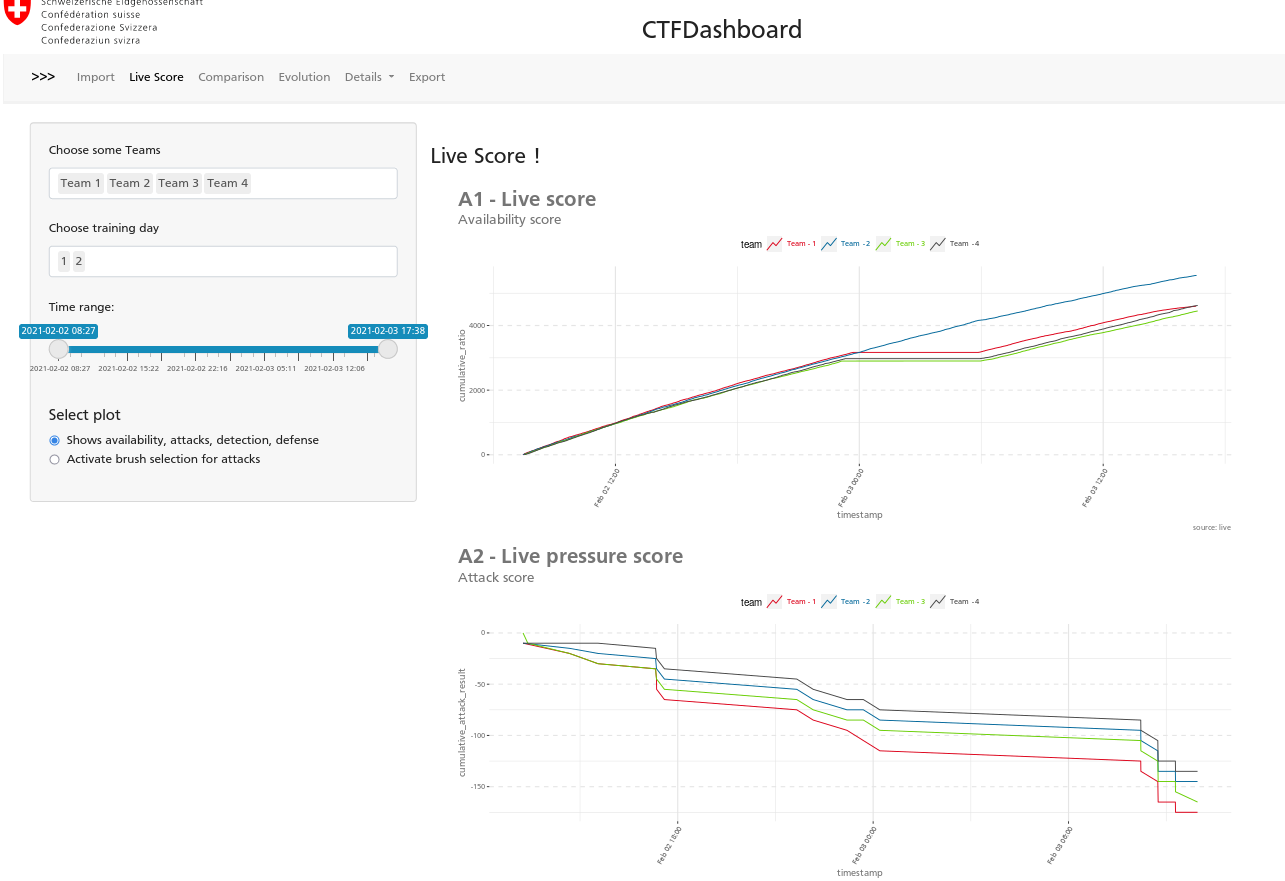 Schweizerische Eidgenossenschaft
Confédération suisse
Confederazione Svizzera
Confederaziun svizra
CTFDashboard
>>> Import Live Score Comparison Evolution Details Export
Choose some Teams
Team 1 Team 2 Team 3 Team 4
Choose training day
1 2
Time range:
2021-02-02 08:27 2021-02-03 17:38
2021-02-02 08:27 2021-02-02 15:22 2021-02-02 22:16 2021-02-03 05:11 2021-02-03 12:06
Select plot
Shows availability, attacks, detection, defense
Activate brush selection for attacks
Live Score !
A1 - Live score
Availability score
team Team - 1 Team -2 Team - 3 Team -4
cumulative_ratio
4000
2000
0
Feb 02 12:00 Feb 03 00:00 Feb 03 12:00
timestamp
source: live
A2 - Live pressure score
Attack score
team Team - 1 Team -2 Team - 3 Team -4
cumulative_attack_result
0
-50
-100
-150
Feb 02 18:00 Feb 03 00:00 Feb 03 06:00
timestamp